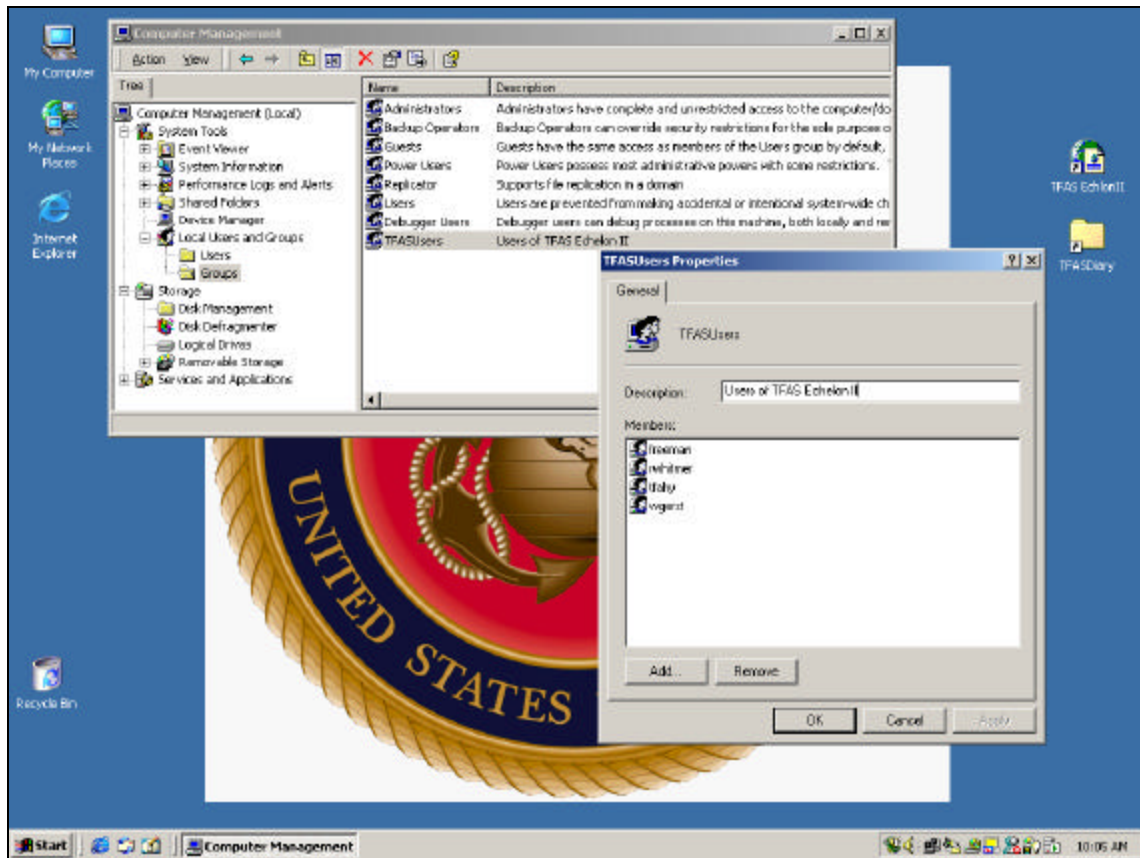 My Computer
My Network
Places
Internet
Explorer
Recycle Bin
Computer Management
Action View
Tree
Computer Management (Local)
System Tools
Event Viewer
System Information
Performance Logs and Alerts
Shared Folders
Device Manager
Local Users and Groups
Users
Groups
Storage
Disk Management
Disk Defragmenter
Logical Drives
Removable Storage
Services and Applications
Name Description
Administrators Administrators have complete and unrestricted access to the computer/do
Backup Operators Backup Operators can override security restrictions for the sole purpose o
Guests Guests have the same access as members of the Users group by default,
Power Users Power Users possess most administrative powers with some restrictions.
Replicator Supports file replication in a domain
Users Users are prevented from making accidental or intentional system-wide ch
Debugger Users Debugger users can debug processes on this machine, both locally and rem
TFASUsers Users of TFAS Echelon II
TFASUsers Properties
General
TFASUsers
Description: Users of TFAS Echelon II
Members:
freeman
rwhitmer
tfahy
Add... Remove
OK Cancel Apply
TFAS EchlonII
TFASDiary
UNITED STATES
Start Computer Management 10:05 AM